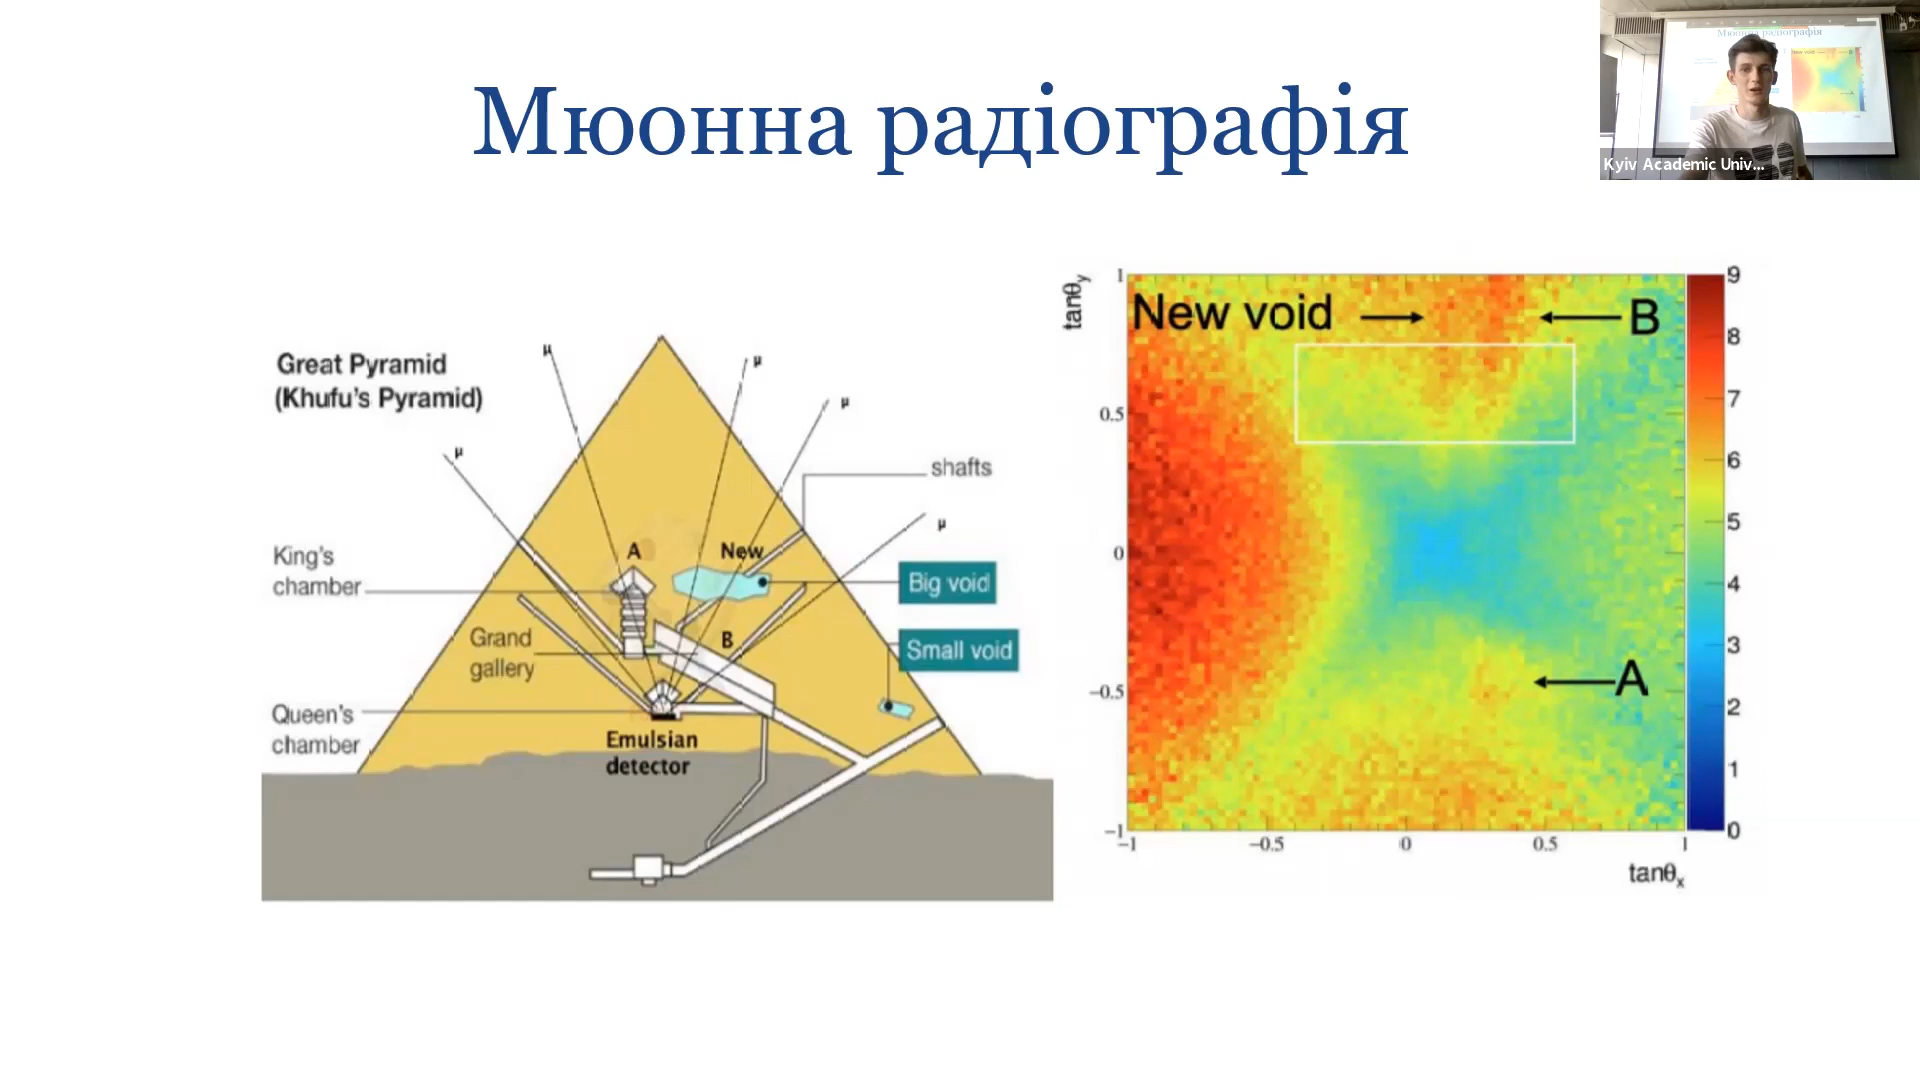 Мюонна радіографія
Kyiv Academic Univ...
Мюонна радіографія
Great Pyramid
(Khufu's Pyramid)
μ
μ
μ
μ
μ
shafts
King's
chamber
A
New
Big void
Grand
gallery
B
Small void
Queen's
chamber
Emulsian
detector
tanθy
New void
B
A
1
0.5
0
−0.5
−1
−1
−0.5
0
0.5
1
tanθx
9
8
7
6
5
4
3
2
1
0